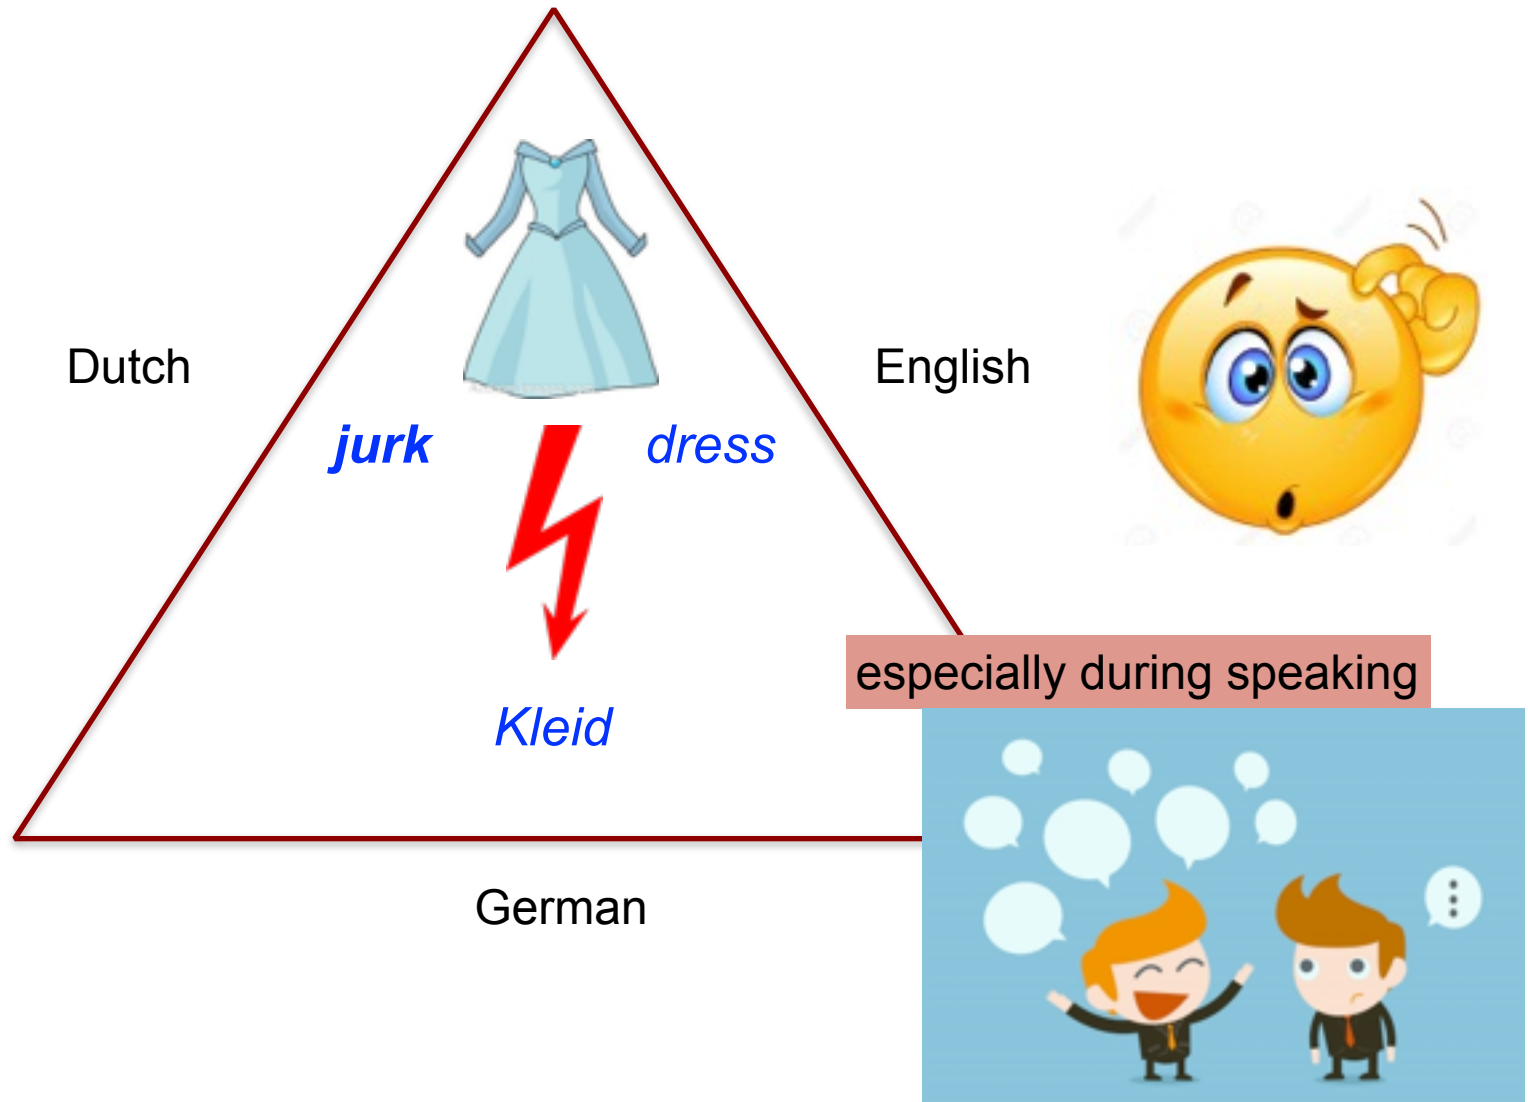 Dutch
English
jurk
dress
especially during speaking
Kleid
German